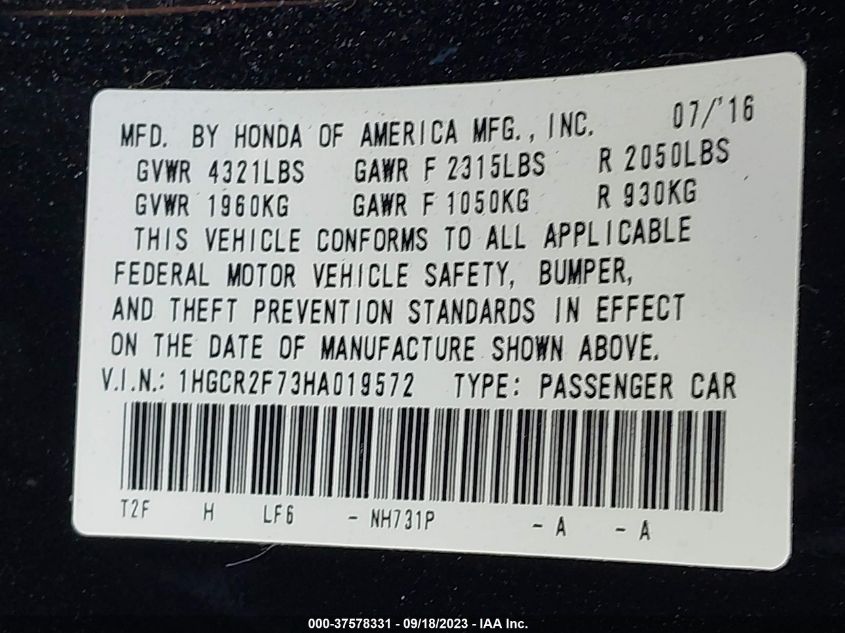 MFD. BY HONDA OF AMERICA MFG., INC. 07/'16
GVWR 4321LBS GAWR F 2315LBS R 2050LBS
GVWR 1960KG GAWR F 1050KG R 930KG
THIS VEHICLE CONFORMS TO ALL APPLICABLE
FEDERAL MOTOR VEHICLE SAFETY, BUMPER,
AND THEFT PREVENTION STANDARDS IN EFFECT
ON THE DATE OF MANUFACTURE SHOWN ABOVE.
V.I.N.: 1HGCR2F73HA019572 TYPE: PASSENGER CAR
T2F H LF6 - NH731P - A - A
000-37578331 - 09/18/2023 - IAA Inc.